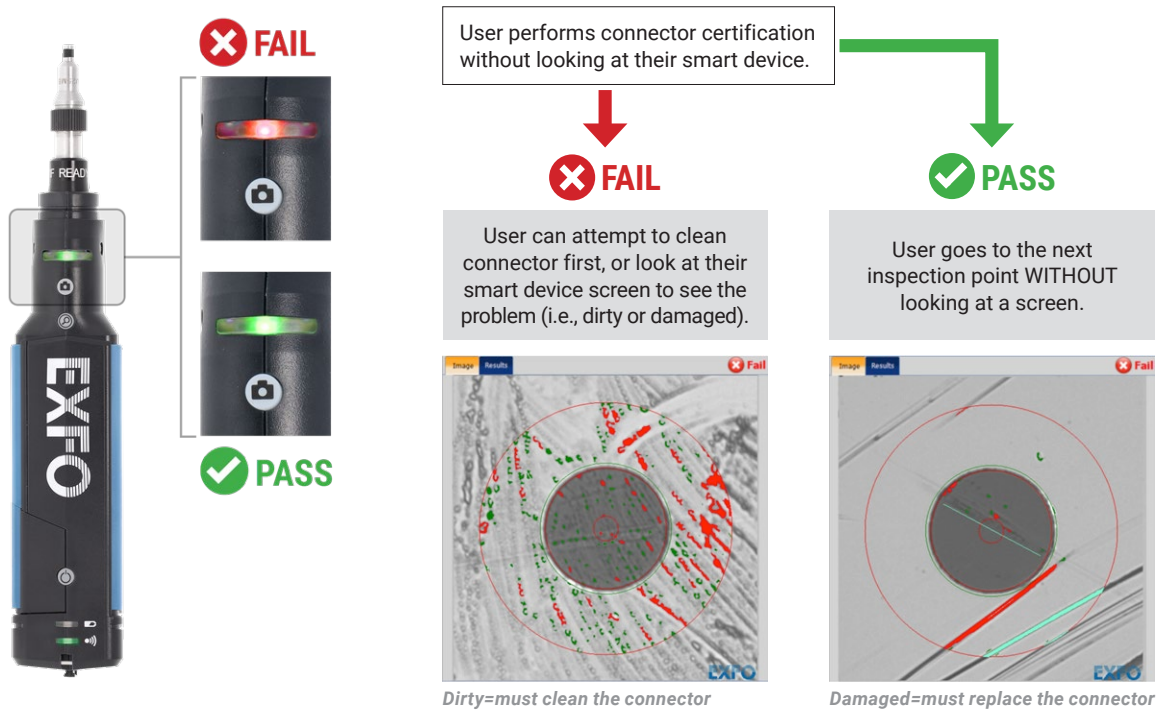 FAIL
F READY
EXFO
PASS
User performs connector certification
without looking at their smart device.
FAIL
User can attempt to clean
connector first, or look at their
smart device screen to see the
problem (i.e., dirty or damaged).
Image Results Fail
EXFO
Dirty=must clean the connector
PASS
User goes to the next
inspection point WITHOUT
looking at a screen.
Image Results Fail
EXFO
Damaged=must replace the connector